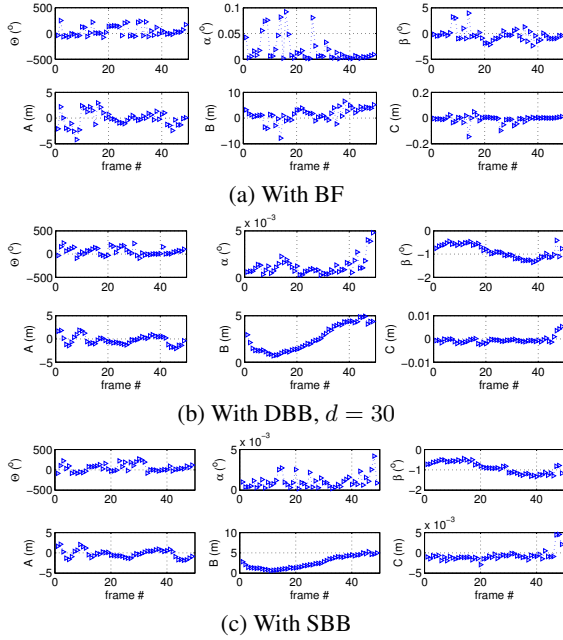 500 0 −500 Θ (°) 0 20 40
0.1 0.05 0 α (°) 0 20 40
5 0 −5 β (°) 0 20 40
5 0 −5 A (m) 0 20 40 frame #
10 0 −10 B (m) 0 20 40 frame #
0.2 0 −0.2 C (m) 0 20 40 frame #
(a) With BF
500 0 −500 Θ (°) 0 20 40
5 x 10⁻³ 0 α (°) 0 20 40
0 −1 −2 β (°) 0 20 40
5 0 −5 A (m) 0 20 40 frame #
5 0 B (m) 0 20 40 frame #
0.01 0 −0.01 C (m) 0 20 40 frame #
(b) With DBB, d = 30
500 0 −500 Θ (°) 0 20 40
5 x 10⁻³ 0 α (°) 0 20 40
0 −1 −2 β (°) 0 20 40
5 0 −5 A (m) 0 20 40 frame #
10 5 0 B (m) 0 20 40 frame #
5 x 10⁻³ 0 −5 C (m) 0 20 40 frame #
(c) With SBB